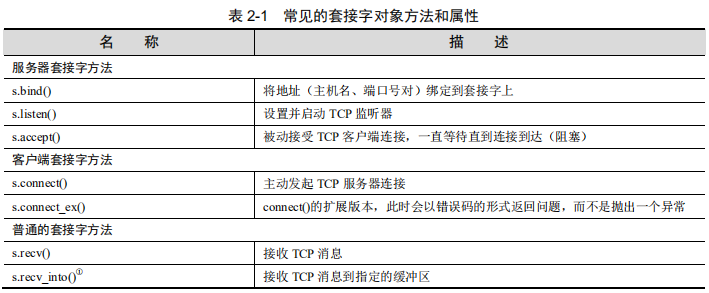 表 2-1 常见的套接字对象方法和属性
名 称 描 述
服务器套接字方法
s.bind() 将地址（主机名、端口号对）绑定到套接字上
s.listen() 设置并启动 TCP 监听器
s.accept() 被动接受 TCP 客户端连接，一直等待直到连接到达（阻塞）
客户端套接字方法
s.connect() 主动发起 TCP 服务器连接
s.connect_ex() connect()的扩展版本，此时会以错误码的形式返回问题，而不是抛出一个异常
普通的套接字方法
s.recv() 接收 TCP 消息
s.recv_into()① 接收 TCP 消息到指定的缓冲区